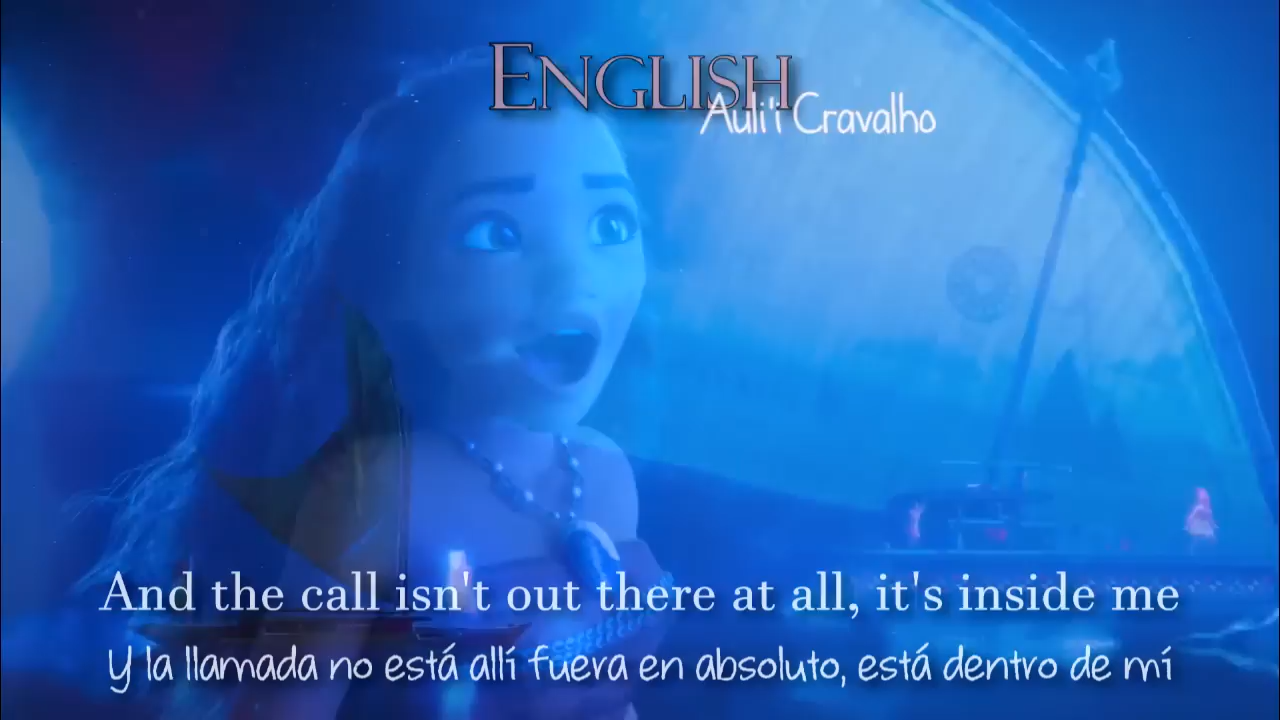 ENGLISH
Auli'i Cravalho
And the call isn't out there at all, it's inside me
Y la llamada no está allí fuera en absoluto, está dentro de mí